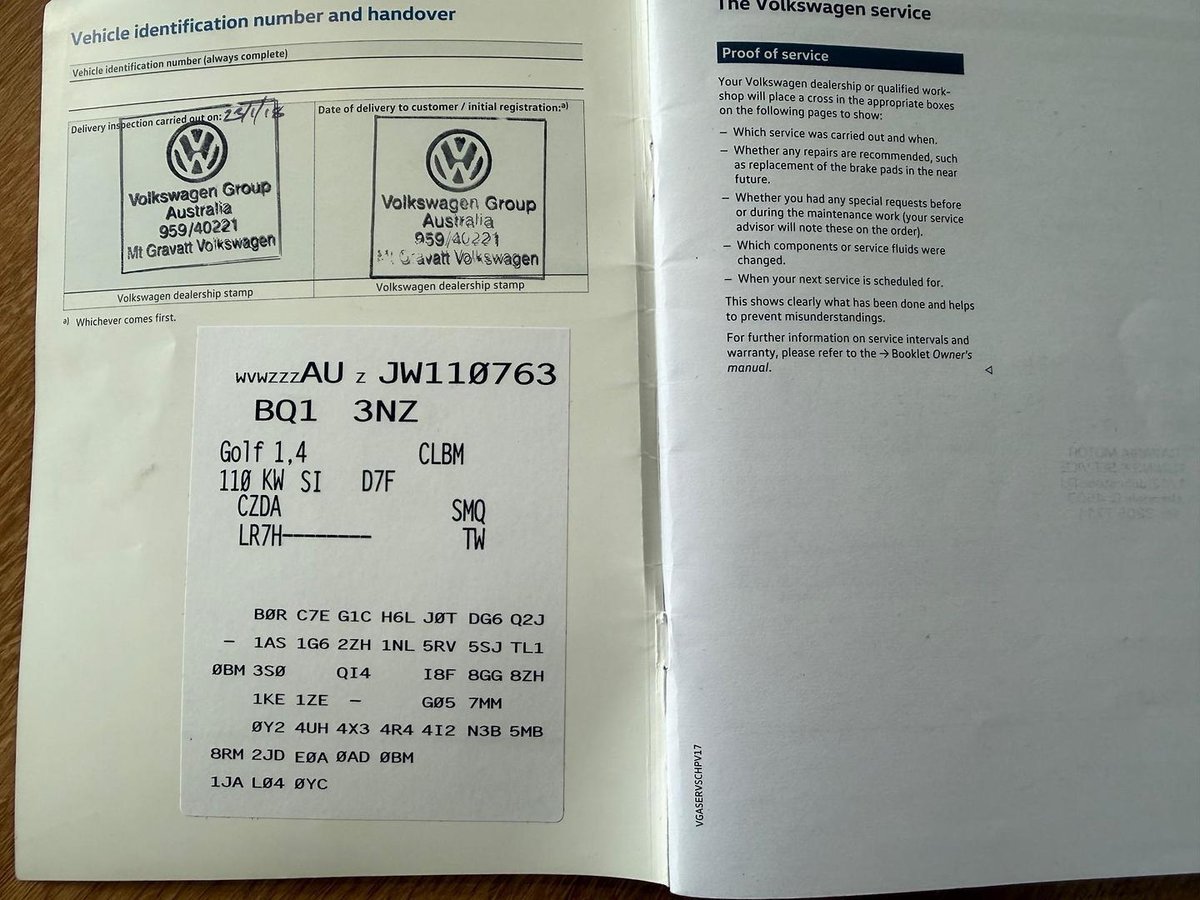 Vehicle identification number and handover
Vehicle identification number (always complete)
Delivery inspection carried out on: 23/1/18
Volkswagen Group
Australia
959/40221
Mt Gravatt Volkswagen
Volkswagen dealership stamp
Date of delivery to customer / initial registration:a)
Volkswagen Group
Australia
959/40221
Mt Gravatt Volkswagen
Volkswagen dealership stamp
a) Whichever comes first.
WVWZZZAU Z JW11Ø763
BQ1 3NZ
Golf 1,4 CLBM
11Ø KW SI D7F
CZDA SMQ
LR7H-------- TW
BØR C7E G1C H6L JØT DG6 Q2J
– 1AS 1G6 2ZH 1NL 5RV 5SJ TL1
ØBM 3SØ QI4 I8F 8GG 8ZH
1KE 1ZE – GØ5 7MM
ØY2 4UH 4X3 4R4 4I2 N3B 5MB
8RM 2JD EØA ØAD ØBM
1JA LØ4 ØYC
The Volkswagen service
Proof of service
Your Volkswagen dealership or qualified work-
shop will place a cross in the appropriate boxes
on the following pages to show:
– Which service was carried out and when.
– Whether any repairs are recommended, such
as replacement of the brake pads in the near
future.
– Whether you had any special requests before
or during the maintenance work (your service
advisor will note these on the order).
– Which components or service fluids were
changed.
– When your next service is scheduled for.
This shows clearly what has been done and helps
to prevent misunderstandings.
For further information on service intervals and
warranty, please refer to the → Booklet Owner's
manual.
VGASERVSCHPV17